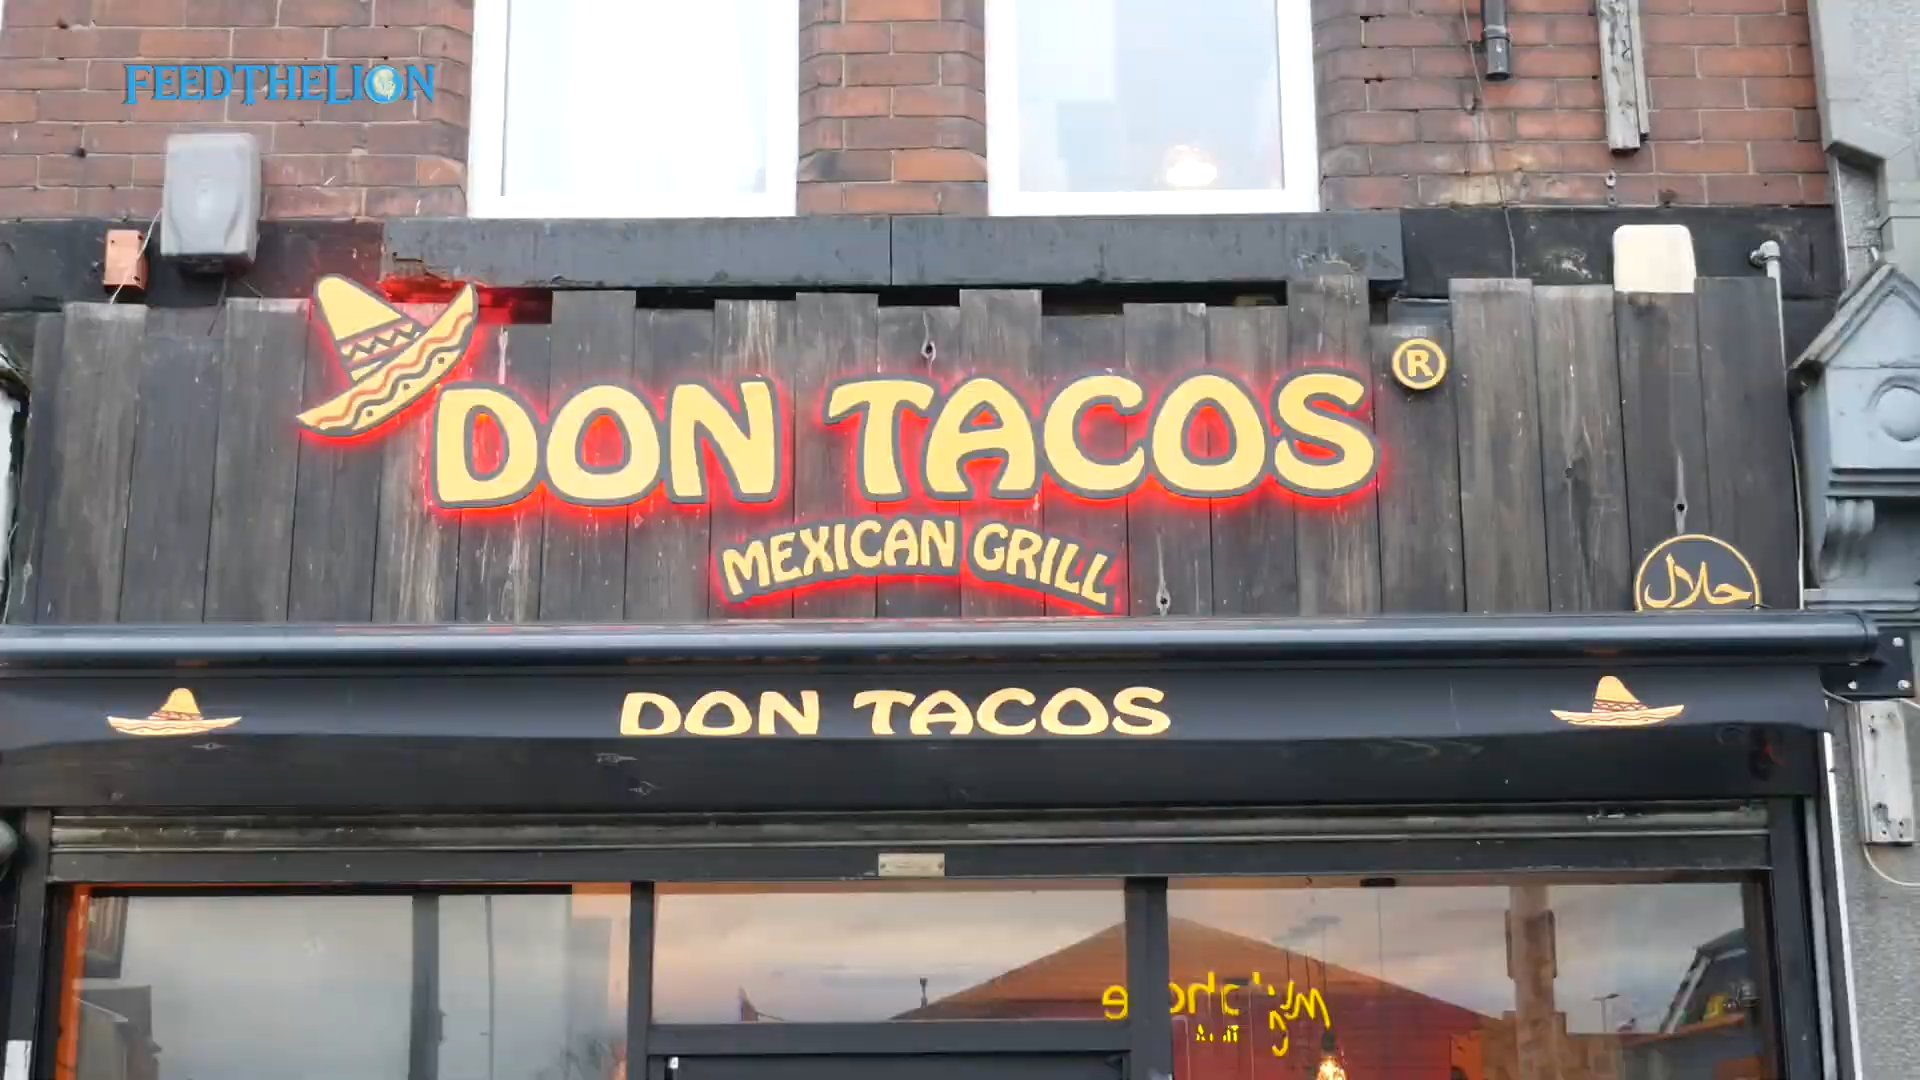 FEEDTHELION
DON TACOS
®
MEXICAN GRILL
حلال
DON TACOS